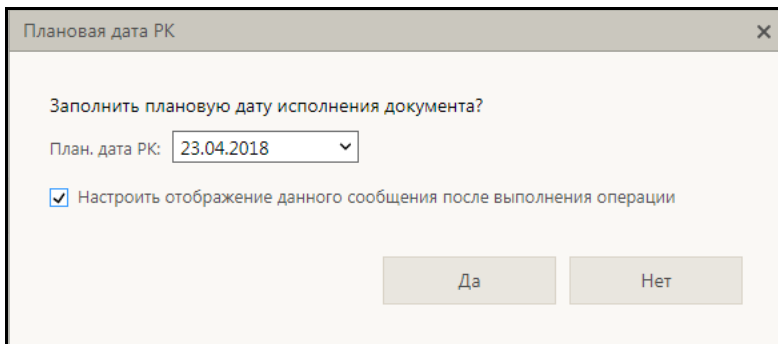 Плановая дата РК
Заполнить плановую дату исполнения документа?
План. дата РК: 23.04.2018
Настроить отображение данного сообщения после выполнения операции
Да Нет